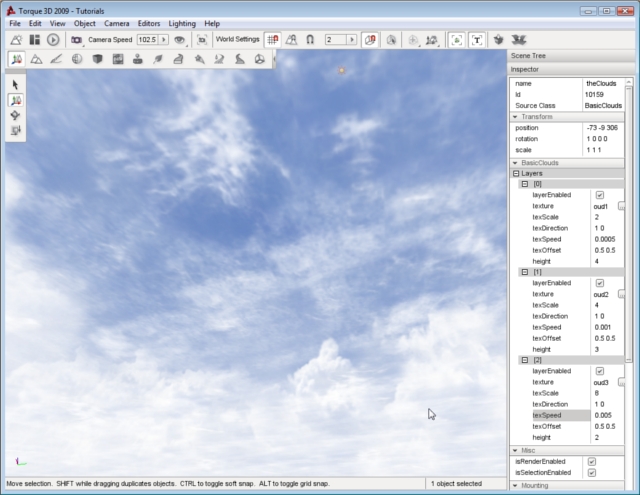 Torque 3D 2009 - Tutorials
File Edit View Object Camera Editors Lighting Help
Camera Speed 102.5 World Settings 2
Scene Tree
Inspector
name theClouds
Id 10159
Source Class BasicClouds
Transform
position -73 -9 306
rotation 1 0 0 0
scale 1 1 1
BasicClouds
Layers
[0]
layerEnabled
texture oud1 ...
texScale 2
texDirection 1 0
texSpeed 0.0005
texOffset 0.5 0.5
height 4
[1]
layerEnabled
texture oud2 ...
texScale 4
texDirection 1 0
texSpeed 0.001
texOffset 0.5 0.5
height 3
[2]
layerEnabled
texture oud3 ...
texScale 8
texDirection 1 0
texSpeed 0.005
texOffset 0.5 0.5
height 2
Misc
isRenderEnabled
isSelectionEnabled
Mounting
Move selection. SHIFT while dragging duplicates objects. CTRL to toggle soft snap. ALT to toggle grid snap. 1 object selected